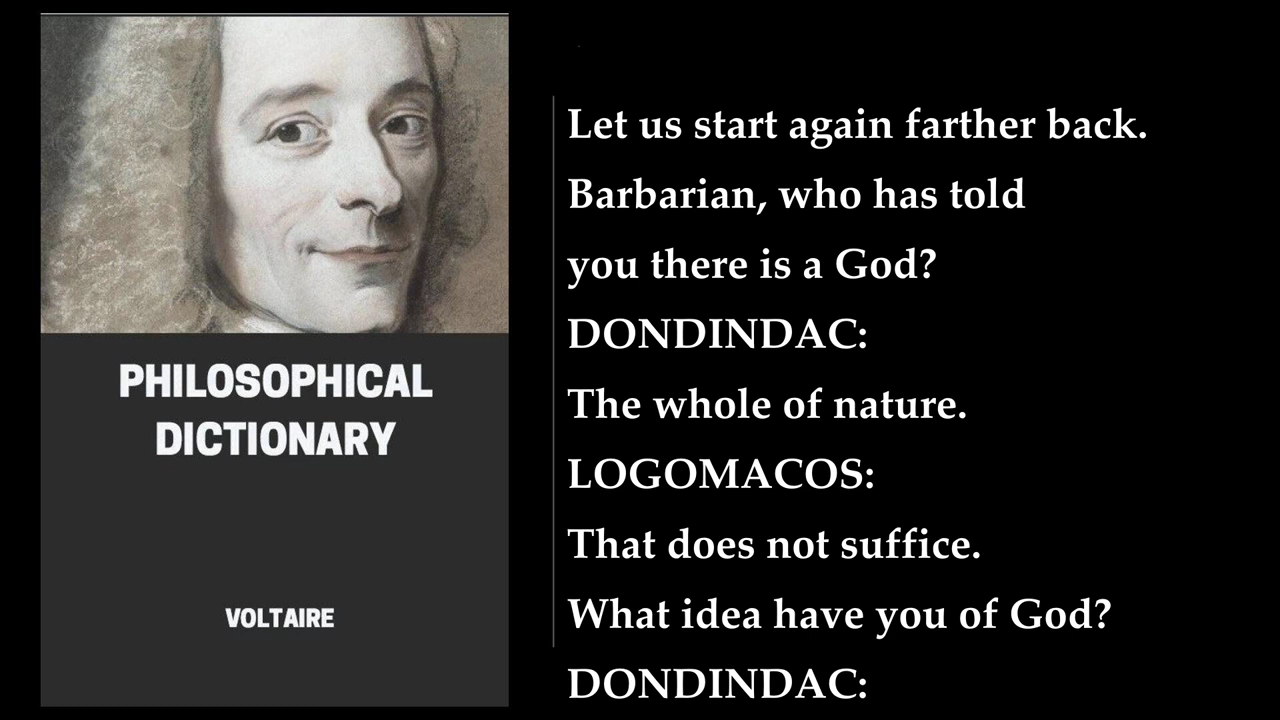 PHILOSOPHICAL
DICTIONARY
VOLTAIRE
Let us start again farther back.
Barbarian, who has told
you there is a God?
DONDINDAC:
The whole of nature.
LOGOMACOS:
That does not suffice.
What idea have you of God?
DONDINDAC: